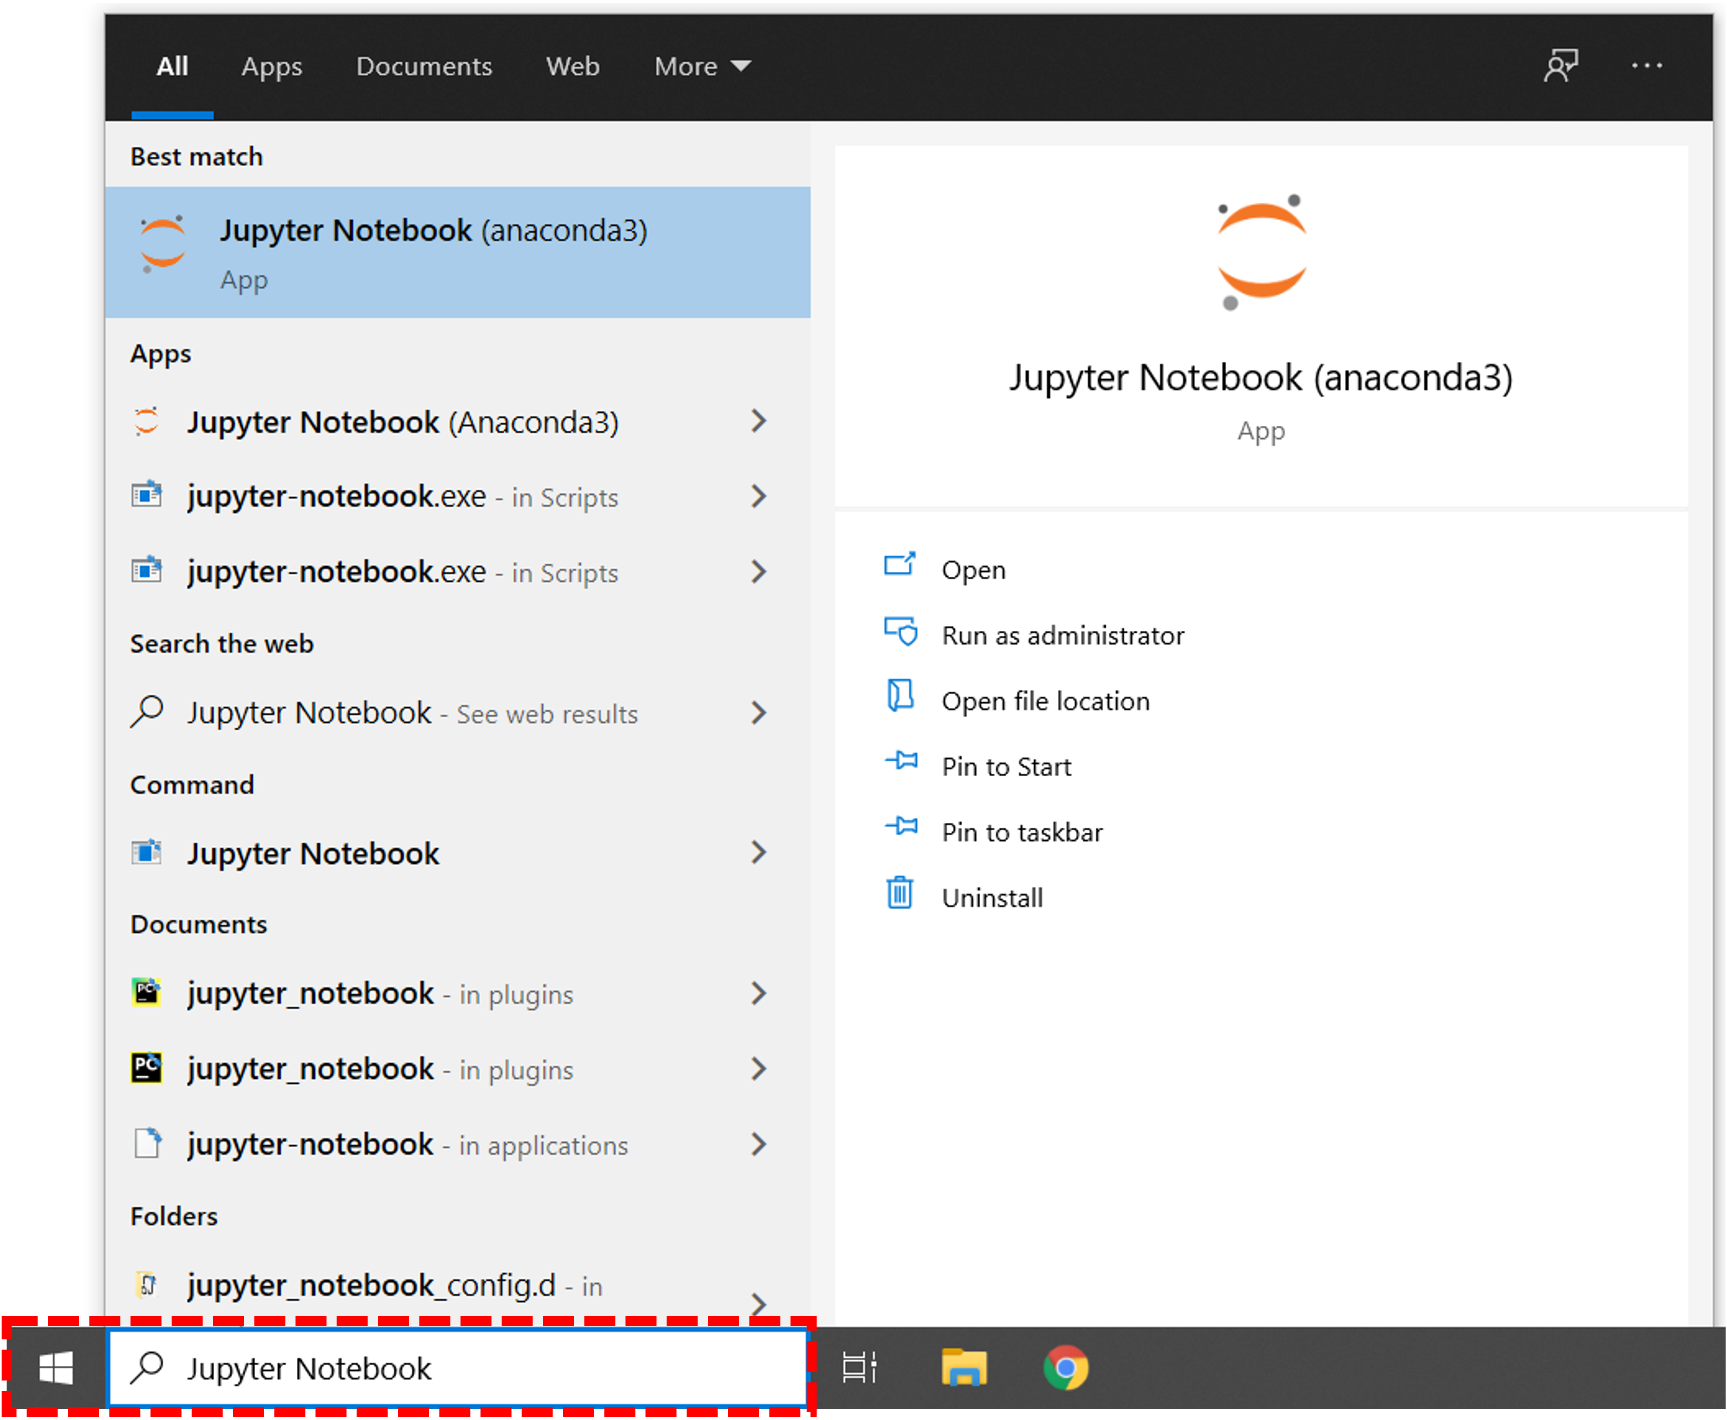 All Apps Documents Web More
Best match
Jupyter Notebook (anaconda3)
App
Apps
Jupyter Notebook (Anaconda3)
jupyter-notebook.exe - in Scripts
jupyter-notebook.exe - in Scripts
Search the web
Jupyter Notebook - See web results
Command
Jupyter Notebook
Documents
jupyter_notebook - in plugins
jupyter_notebook - in plugins
jupyter-notebook - in applications
Folders
jupyter_notebook_config.d - in
Jupyter Notebook (anaconda3)
App
Open
Run as administrator
Open file location
Pin to Start
Pin to taskbar
Uninstall
Jupyter Notebook